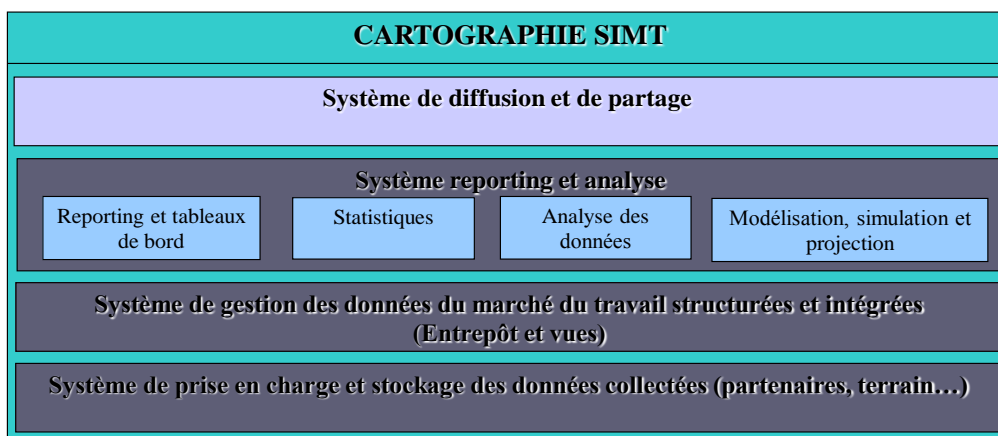 CARTOGRAPHIE SIMT
Système de diffusion et de partage
Système reporting et analyse
Reporting et tableaux
de bord
Statistiques
Analyse des
données
Modélisation, simulation et
projection
Système de gestion des données du marché du travail structurées et intégrées
(Entrepôt et vues)
Système de prise en charge et stockage des données collectées (partenaires, terrain…)